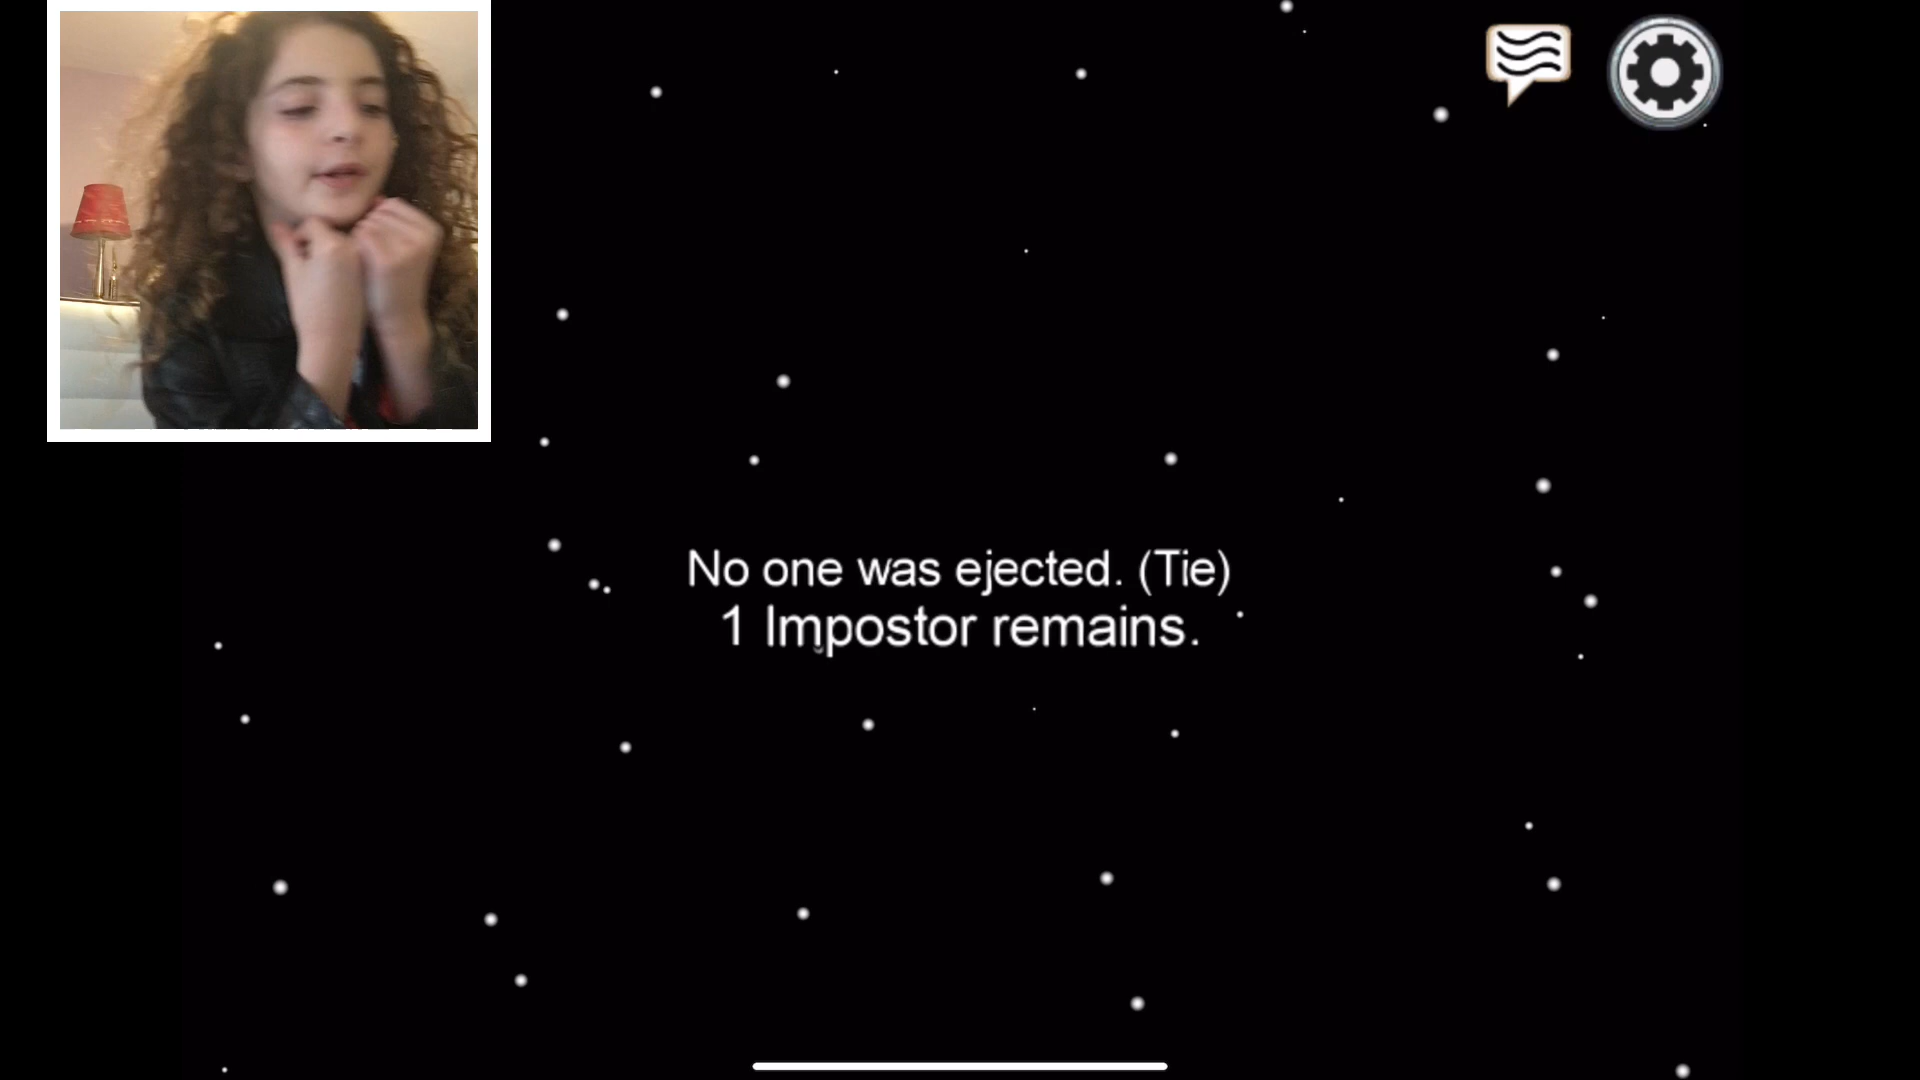 No one was ejected. (Tie)
1 Impostor remains.